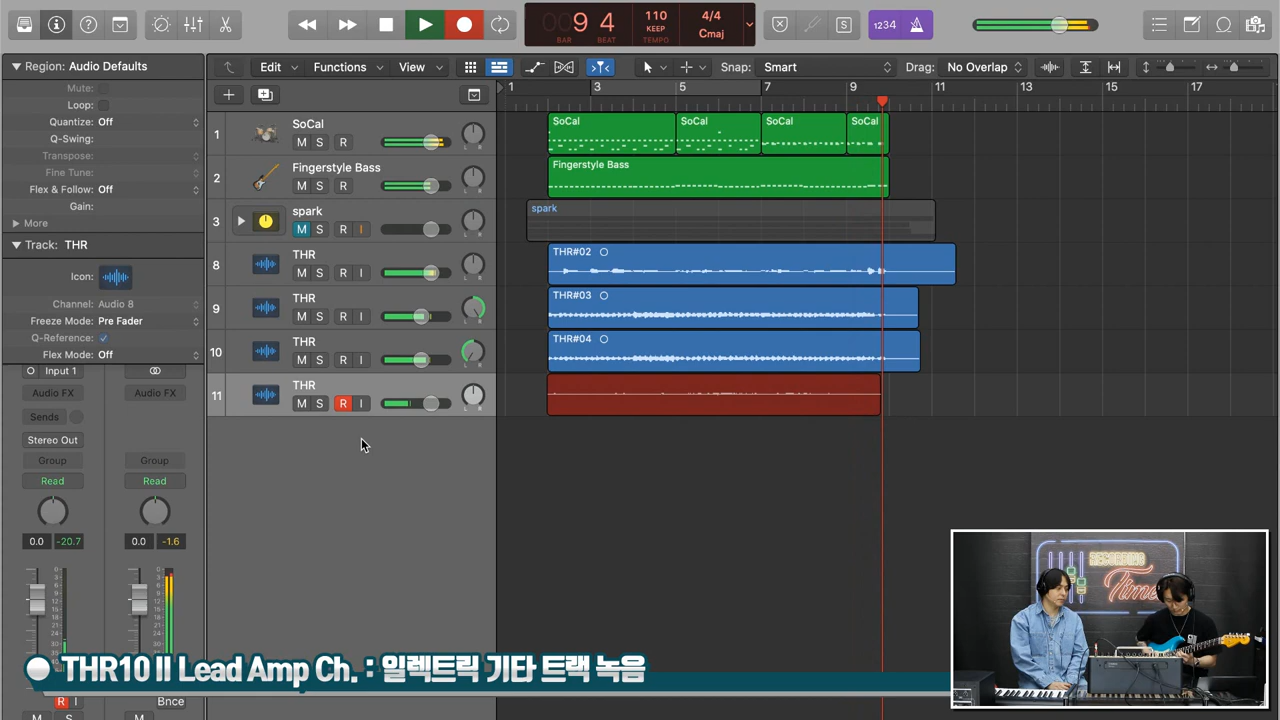 9 4
BAR BEAT
110
KEEP
TEMPO
4/4
Cmaj
1234
Region: Audio Defaults
Mute:
Loop:
Quantize: Off
Q-Swing:
Transpose:
Fine Tune:
Flex & Follow: Off
Gain:
More
Track: THR
Icon:
Channel: Audio 8
Freeze Mode: Pre Fader
Q-Reference:
Flex Mode: Off
Input 1
Audio FX Audio FX
Sends
Stereo Out
Group Group
Read Read
0.0 -20.7 0.0 -1.6
R I Bnce
M S M
Edit Functions View
Snap: Smart
Drag: No Overlap
1 3 5 7 9 11 13 15 17
1 SoCal
M S R
2 Fingerstyle Bass
M S R
3 spark
M S R I
8 THR
M S R I
9 THR
M S R I
10 THR
M S R I
11 THR
M S R I
SoCal SoCal SoCal SoCal
Fingerstyle Bass
spark
THR#02
THR#03
THR#04
RECORDING
Time
THR10 II Lead Amp Ch. : 일렉트릭 기타 트랙 녹음